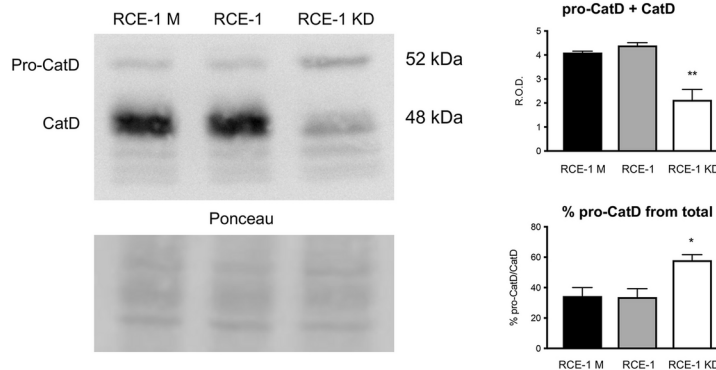 RCE-1 M RCE-1 RCE-1 KD
Pro-CatD 52 kDa
CatD 48 kDa
Ponceau
pro-CatD + CatD
R.O.D.
5
4
3
2
1
0
**
RCE-1 M RCE-1 RCE-1 KD
% pro-CatD from total
% pro-CatD/CatD
80
60
40
20
0
*
RCE-1 M RCE-1 RCE-1 KD